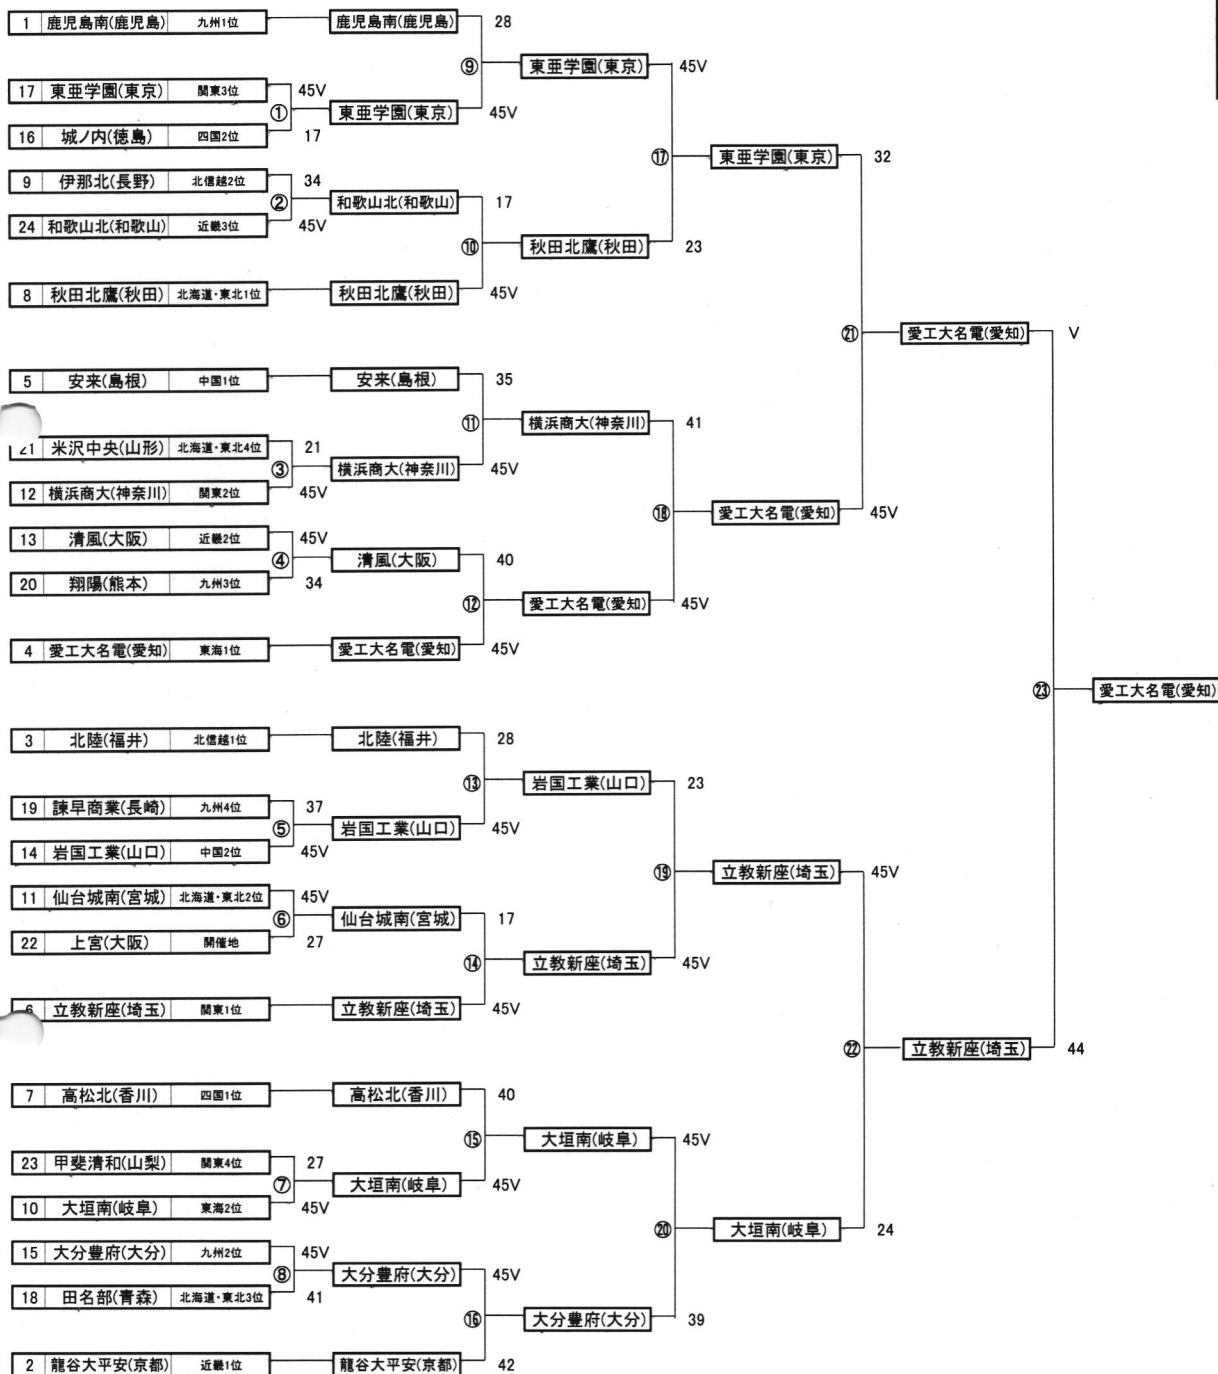 1 鹿児島南(鹿児島) 九州1位 鹿児島南(鹿児島) 28
⑨ 東亜学園(東京) 45V
17 東亜学園(東京) 関東3位 45V
① 東亜学園(東京) 45V
16 城ノ内(徳島) 四国2位 17
⑰ 東亜学園(東京) 32
9 伊那北(長野) 北信越2位 34
② 和歌山北(和歌山) 17
24 和歌山北(和歌山) 近畿3位 45V
⑩ 秋田北鷹(秋田) 23
8 秋田北鷹(秋田) 北海道・東北1位 秋田北鷹(秋田) 45V
㉑ 愛工大名電(愛知) V
5 安来(島根) 中国1位 安来(島根) 35
⑪ 横浜商大(神奈川) 41
21 米沢中央(山形) 北海道・東北4位 21
③ 横浜商大(神奈川) 45V
12 横浜商大(神奈川) 関東2位 45V
⑱ 愛工大名電(愛知) 45V
13 清風(大阪) 近畿2位 45V
④ 清風(大阪) 40
20 翔陽(熊本) 九州3位 34
⑫ 愛工大名電(愛知) 45V
4 愛工大名電(愛知) 東海1位 愛工大名電(愛知) 45V
㉓ 愛工大名電(愛知)
3 北陸(福井) 北信越1位 北陸(福井) 28
⑬ 岩国工業(山口) 23
19 諫早商業(長崎) 九州4位 37
⑤ 岩国工業(山口) 45V
14 岩国工業(山口) 中国2位 45V
⑲ 立教新座(埼玉) 45V
11 仙台城南(宮城) 北海道・東北2位 45V
⑥ 仙台城南(宮城) 17
22 上宮(大阪) 開催地 27
⑭ 立教新座(埼玉) 45V
6 立教新座(埼玉) 関東1位 立教新座(埼玉) 45V
㉒ 立教新座(埼玉) 44
7 高松北(香川) 四国1位 高松北(香川) 40
⑮ 大垣南(岐阜) 45V
23 甲斐清和(山梨) 関東4位 27
⑦ 大垣南(岐阜) 45V
10 大垣南(岐阜) 東海2位 45V
⑳ 大垣南(岐阜) 24
15 大分豊府(大分) 九州2位 45V
⑧ 大分豊府(大分) 45V
18 田名部(青森) 北海道・東北3位 41
⑯ 大分豊府(大分) 39
2 龍谷大平安(京都) 近畿1位 龍谷大平安(京都) 42